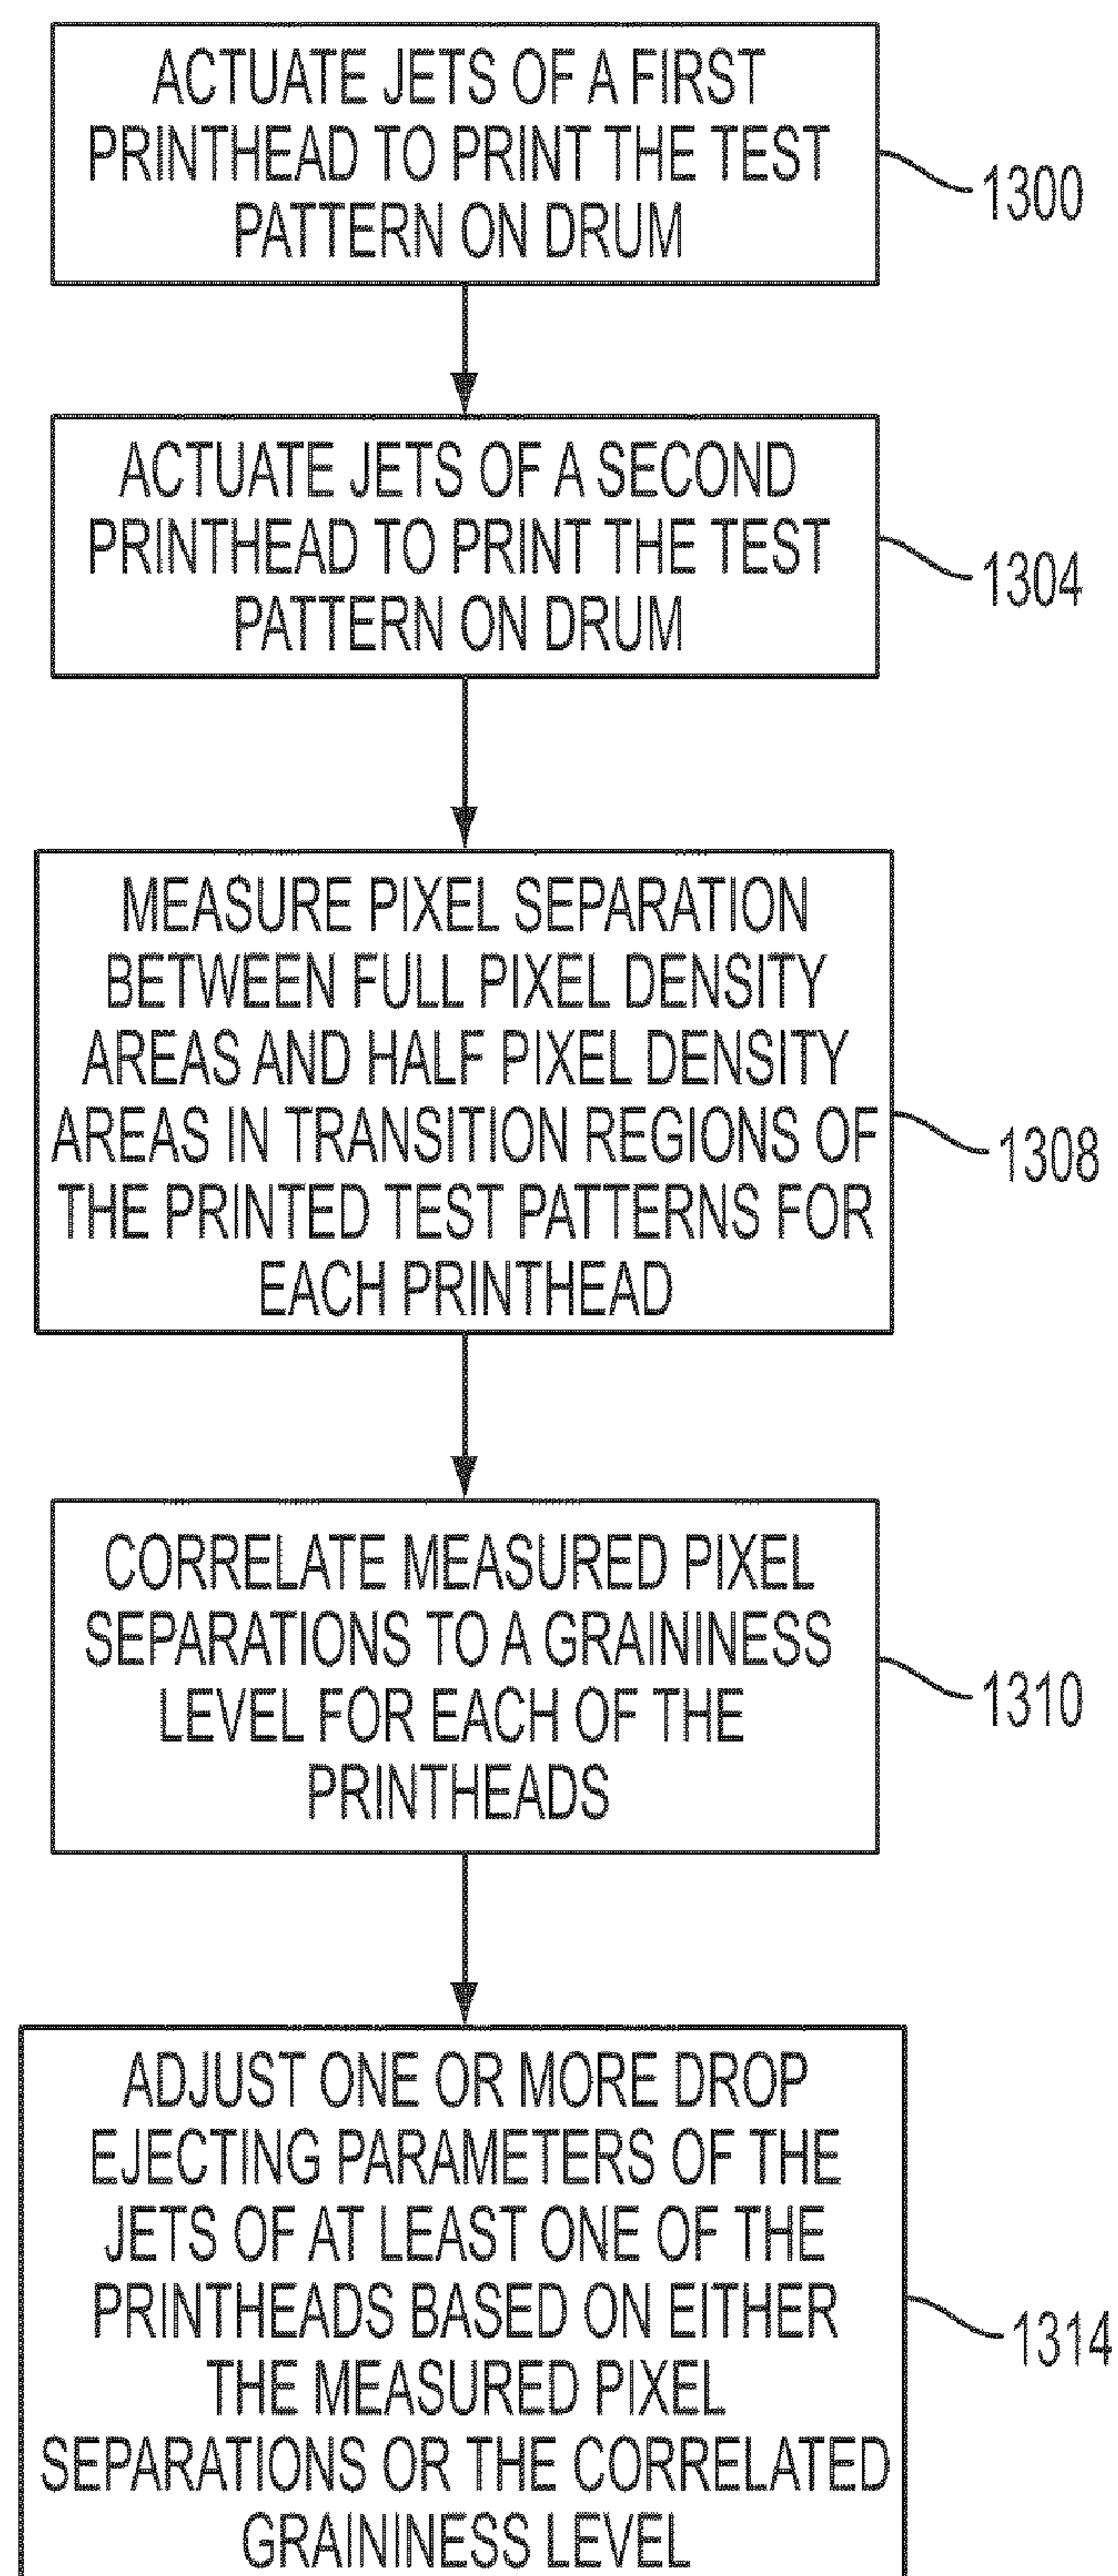 ACTUATE JETS OF A FIRST
PRINTHEAD TO PRINT THE TEST
PATTERN ON DRUM
1300
ACTUATE JETS OF A SECOND
PRINTHEAD TO PRINT THE TEST
PATTERN ON DRUM
1304
MEASURE PIXEL SEPARATION
BETWEEN FULL PIXEL DENSITY
AREAS AND HALF PIXEL DENSITY
AREAS IN TRANSITION REGIONS OF
THE PRINTED TEST PATTERNS FOR
EACH PRINTHEAD
1308
CORRELATE MEASURED PIXEL
SEPARATIONS TO A GRAININESS
LEVEL FOR EACH OF THE
PRINTHEADS
1310
ADJUST ONE OR MORE DROP
EJECTING PARAMETERS OF THE
JETS OF AT LEAST ONE OF THE
PRINTHEADS BASED ON EITHER
THE MEASURED PIXEL
SEPARATIONS OR THE CORRELATED
GRAININESS LEVEL
1314